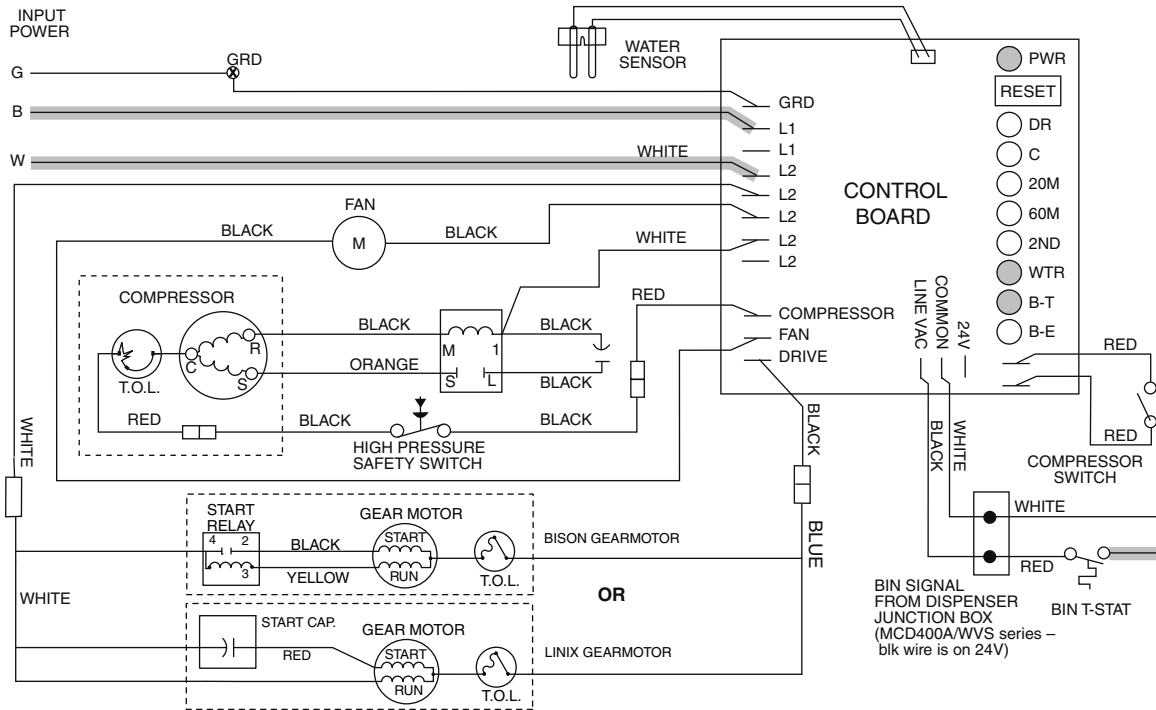 INPUT
POWER
G
GRD
B
W
WHITE
WATER
SENSOR
GRD
L1
L1
L2
L2
L2
L2
L2
COMPRESSOR
FAN
DRIVE
CONTROL
BOARD
LINE VAC
COMMON
24V
PWR
RESET
DR
C
20M
60M
2ND
WTR
B-T
B-E
FAN
M
BLACK
BLACK
WHITE
RED
COMPRESSOR
T.O.L.
C
R
S
BLACK
ORANGE
M
1
S
L
BLACK
BLACK
RED
BLACK
BLACK
HIGH PRESSURE
SAFETY SWITCH
WHITE
BLACK
BLUE
BLACK
WHITE
RED
RED
COMPRESSOR
SWITCH
START
RELAY
4
2
3
BLACK
YELLOW
GEAR MOTOR
START
RUN
T.O.L.
BISON GEARMOTOR
OR
WHITE
START CAP.
RED
GEAR MOTOR
START
RUN
T.O.L.
LINIX GEARMOTOR
WHITE
RED
BIN T-STAT
BIN SIGNAL
FROM DISPENSER
JUNCTION BOX
(MCD400A/WVS series –
blk wire is on 24V)